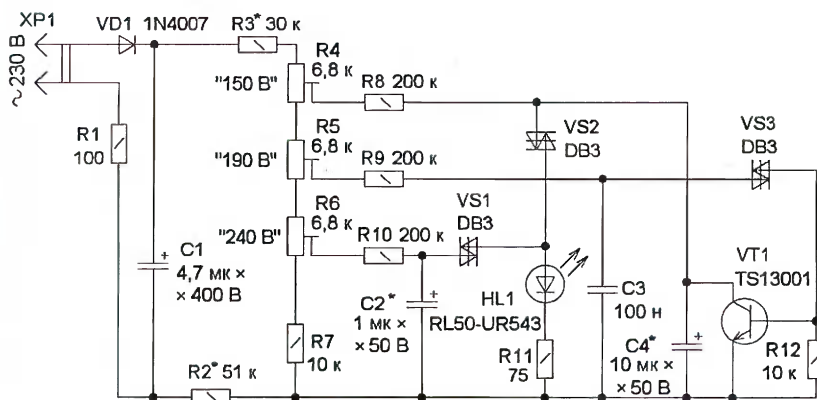 XP1
~230 В
VD1 1N4007
R1
100
C1
4,7 мк ×
× 400 В
R2* 51 к
R3* 30 к
"150 В"
R4
6,8 к
R8 200 к
"190 В"
R5
6,8 к
R9 200 к
"240 В"
R6
6,8 к
R10 200 к
R7
10 к
VS1
DB3
+
C2*
1 мк ×
× 50 В
VS2
DB3
HL1
RL50-UR543
R11
75
C3
100 н
VS3
DB3
VT1
TS13001
+
C4*
10 мк ×
× 50 В
R12
10 к
+